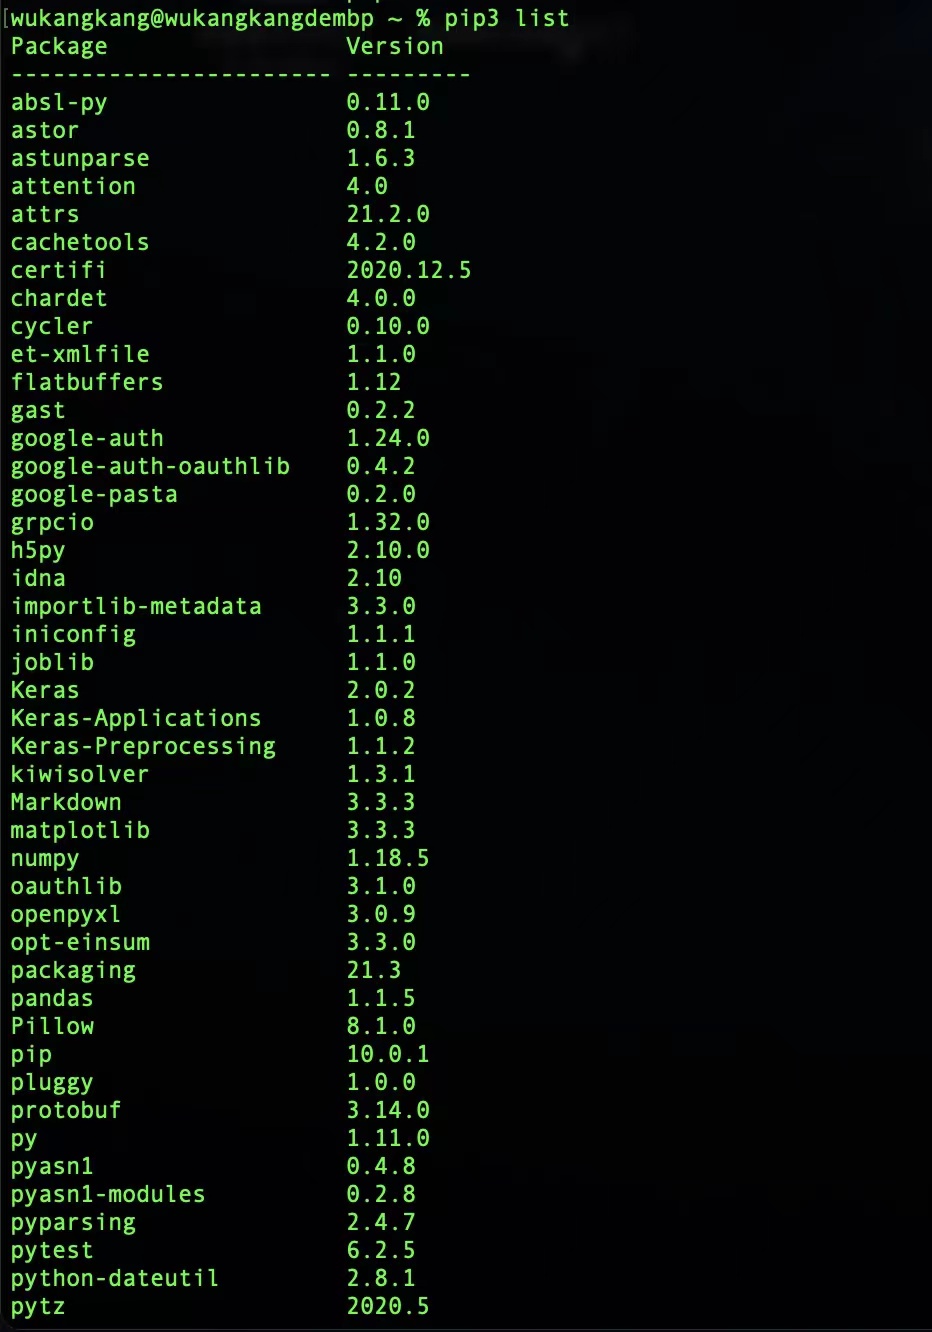 [wukangkang@wukangkangdembp ~ % pip3 list
Package                 Version
----------------------- ---------
absl-py                 0.11.0
astor                   0.8.1
astunparse              1.6.3
attention               4.0
attrs                   21.2.0
cachetools              4.2.0
certifi                 2020.12.5
chardet                 4.0.0
cycler                  0.10.0
et-xmlfile              1.1.0
flatbuffers             1.12
gast                    0.2.2
google-auth             1.24.0
google-auth-oauthlib    0.4.2
google-pasta            0.2.0
grpcio                  1.32.0
h5py                    2.10.0
idna                    2.10
importlib-metadata      3.3.0
iniconfig               1.1.1
joblib                  1.1.0
Keras                   2.0.2
Keras-Applications      1.0.8
Keras-Preprocessing     1.1.2
kiwisolver              1.3.1
Markdown                3.3.3
matplotlib              3.3.3
numpy                   1.18.5
oauthlib                3.1.0
openpyxl                3.0.9
opt-einsum              3.3.0
packaging               21.3
pandas                  1.1.5
Pillow                  8.1.0
pip                     10.0.1
pluggy                  1.0.0
protobuf                3.14.0
py                      1.11.0
pyasn1                  0.4.8
pyasn1-modules          0.2.8
pyparsing               2.4.7
pytest                  6.2.5
python-dateutil         2.8.1
pytz                    2020.5